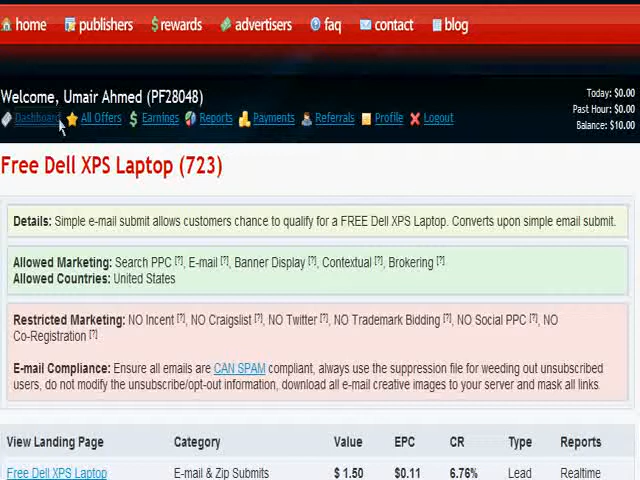 home publishers rewards advertisers faq contact blog
Welcome, Umair Ahmed (PF28048)
Today: $0.00
Past Hour: $0.00
Balance: $10.00
Dashboard All Offers Earnings Reports Payments Referrals Profile Logout
Free Dell XPS Laptop (723)
Details: Simple e-mail submit allows customers chance to qualify for a FREE Dell XPS Laptop. Converts upon simple email submit.
Allowed Marketing: Search PPC [?], E-mail [?], Banner Display [?], Contextual [?], Brokering [?]
Allowed Countries: United States
Restricted Marketing: NO Incent [?], NO Craigslist [?], NO Twitter [?], NO Trademark Bidding [?], NO Social PPC [?], NO
Co-Registration [?]
E-mail Compliance: Ensure all emails are CAN SPAM compliant, always use the suppression file for weeding out unsubscribed
users, do not modify the unsubscribe/opt-out information, download all e-mail creative images to your server and mask all links.
View Landing Page Category Value EPC CR Type Reports
Free Dell XPS Laptop E-mail & Zip Submits $ 1.50 $0.11 6.76% Lead Realtime